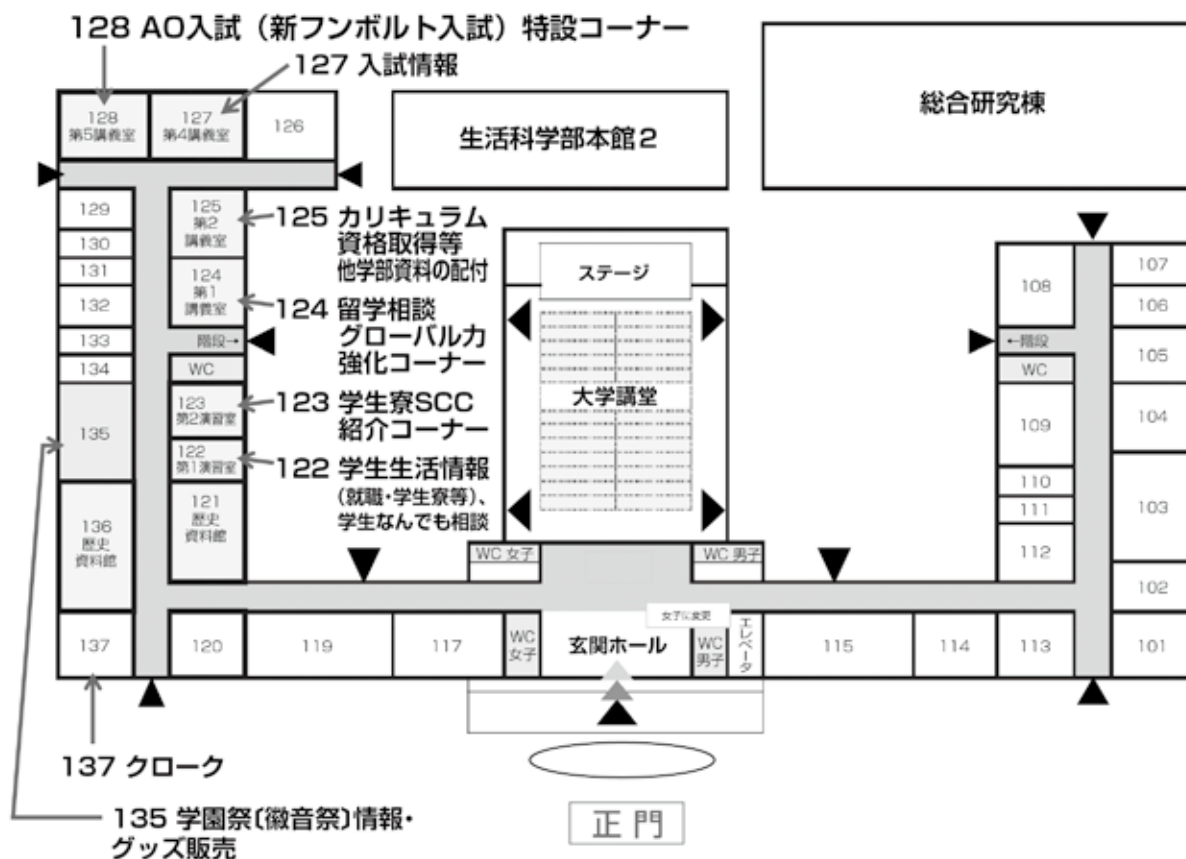 128 AO入試（新フンボルト入試）特設コーナー
127 入試情報
総合研究棟
生活科学部本館2
128
第5講義室
127
第4講義室
126
129
130
131
132
133
134
135
136
歴史
資料館
137
125
第2
講義室
124
第1
講義室
階段→
WC
123
第2演習室
122
第1演習室
121
歴史
資料館
120
125 カリキュラム
資格取得等
他学部資料の配付
124 留学相談
グローバル力
強化コーナー
123 学生寮SCC
紹介コーナー
122 学生生活情報
（就職・学生寮等）、
学生なんでも相談
ステージ
大学講堂
WC 女子
WC 男子
女子に変更
119
117
WC
女子
玄関ホール
WC
男子
エレベータ
115
114
113
101
108
←階段
WC
109
110
111
112
107
106
105
104
103
102
137 クローク
135 学園祭〔徽音祭〕情報・
グッズ販売
正門